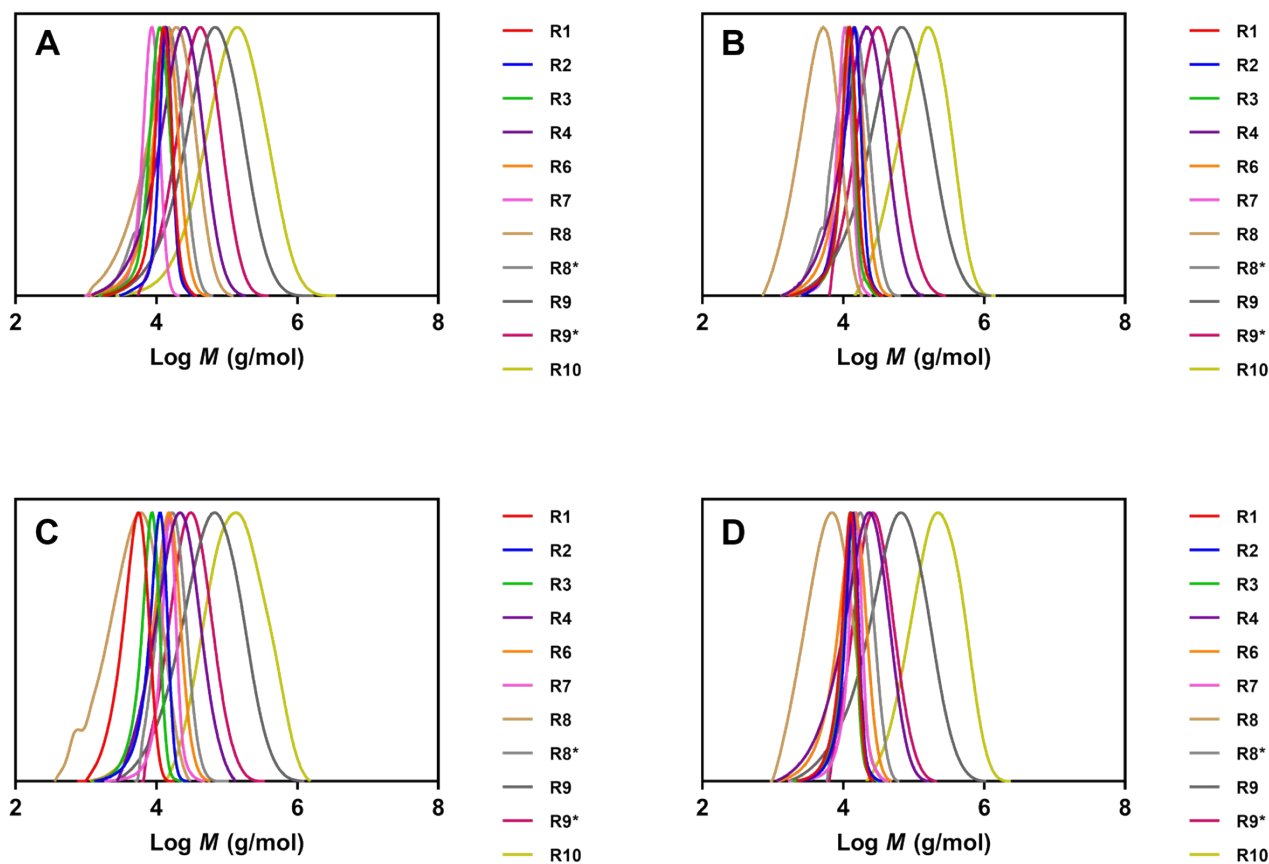 A
R1
R2
R3
R4
R6
R7
R8
R8*
R9
R9*
R10
2
4
6
8
Log M (g/mol)
B
R1
R2
R3
R4
R6
R7
R8
R8*
R9
R9*
R10
2
4
6
8
Log M (g/mol)
C
R1
R2
R3
R4
R6
R7
R8
R8*
R9
R9*
R10
2
4
6
8
Log M (g/mol)
D
R1
R2
R3
R4
R6
R7
R8
R8*
R9
R9*
R10
2
4
6
8
Log M (g/mol)